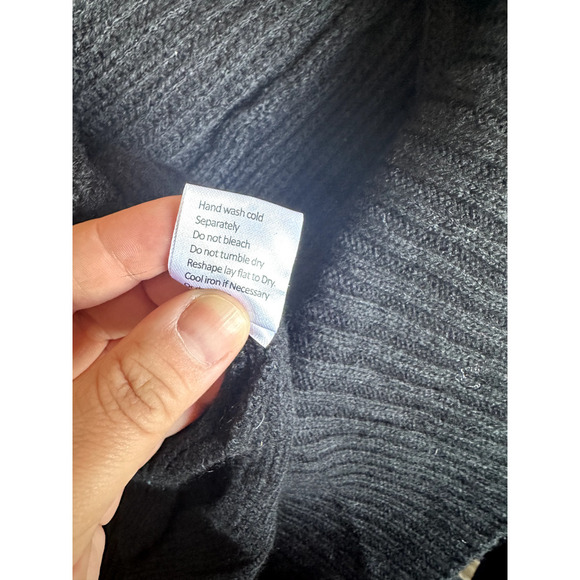 Hand wash cold
Separately
Do not bleach
Do not tumble dry
Reshape lay flat to Dry.
Cool iron if Necessary